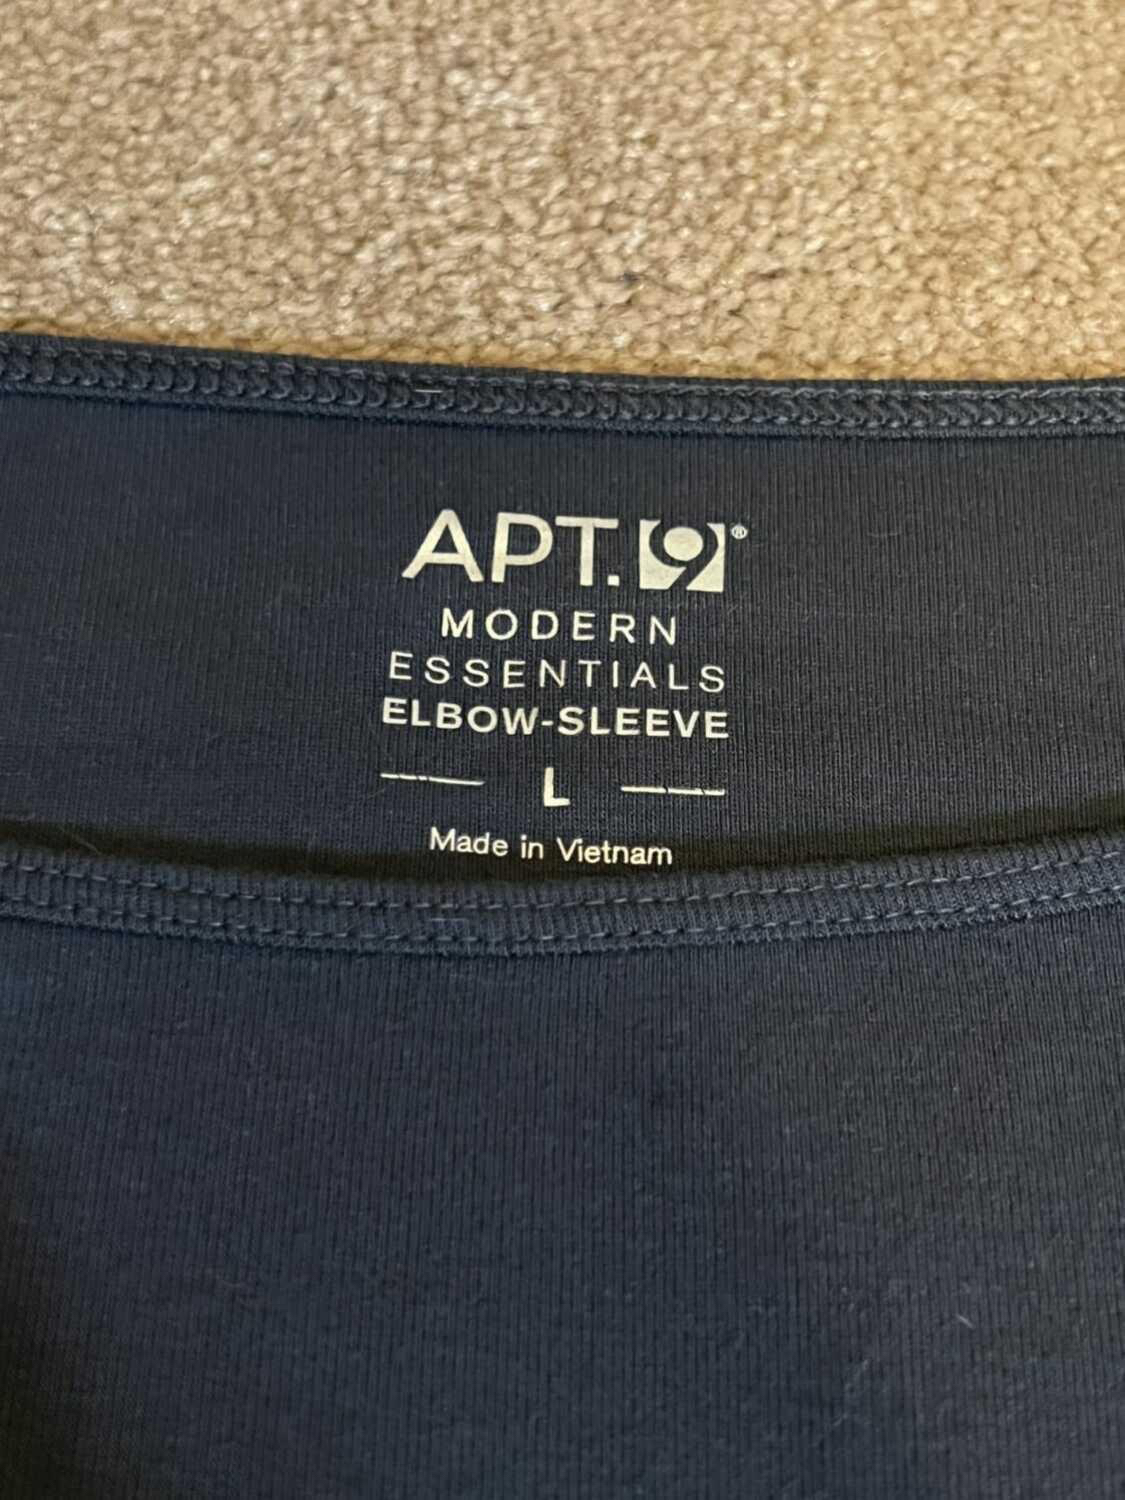 APT.9®
MODERN
ESSENTIALS
ELBOW-SLEEVE
L
Made in Vietnam